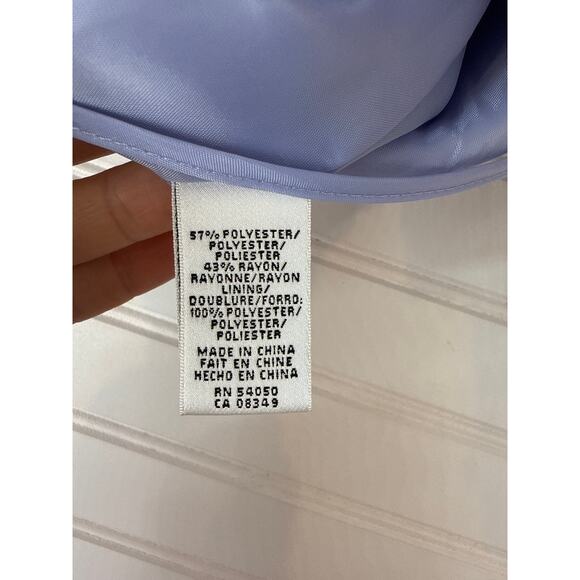 57% POLYESTER/
POLYESTER/
POLIESTER
43% RAYON/
RAYONNE/RAYON
LINING/
DOUBLURE/FORRO:
100% POLYESTER/
POLYESTER/
POLIESTER
MADE IN CHINA
FAIT EN CHINE
HECHO EN CHINA
RN 54050
CA 08349